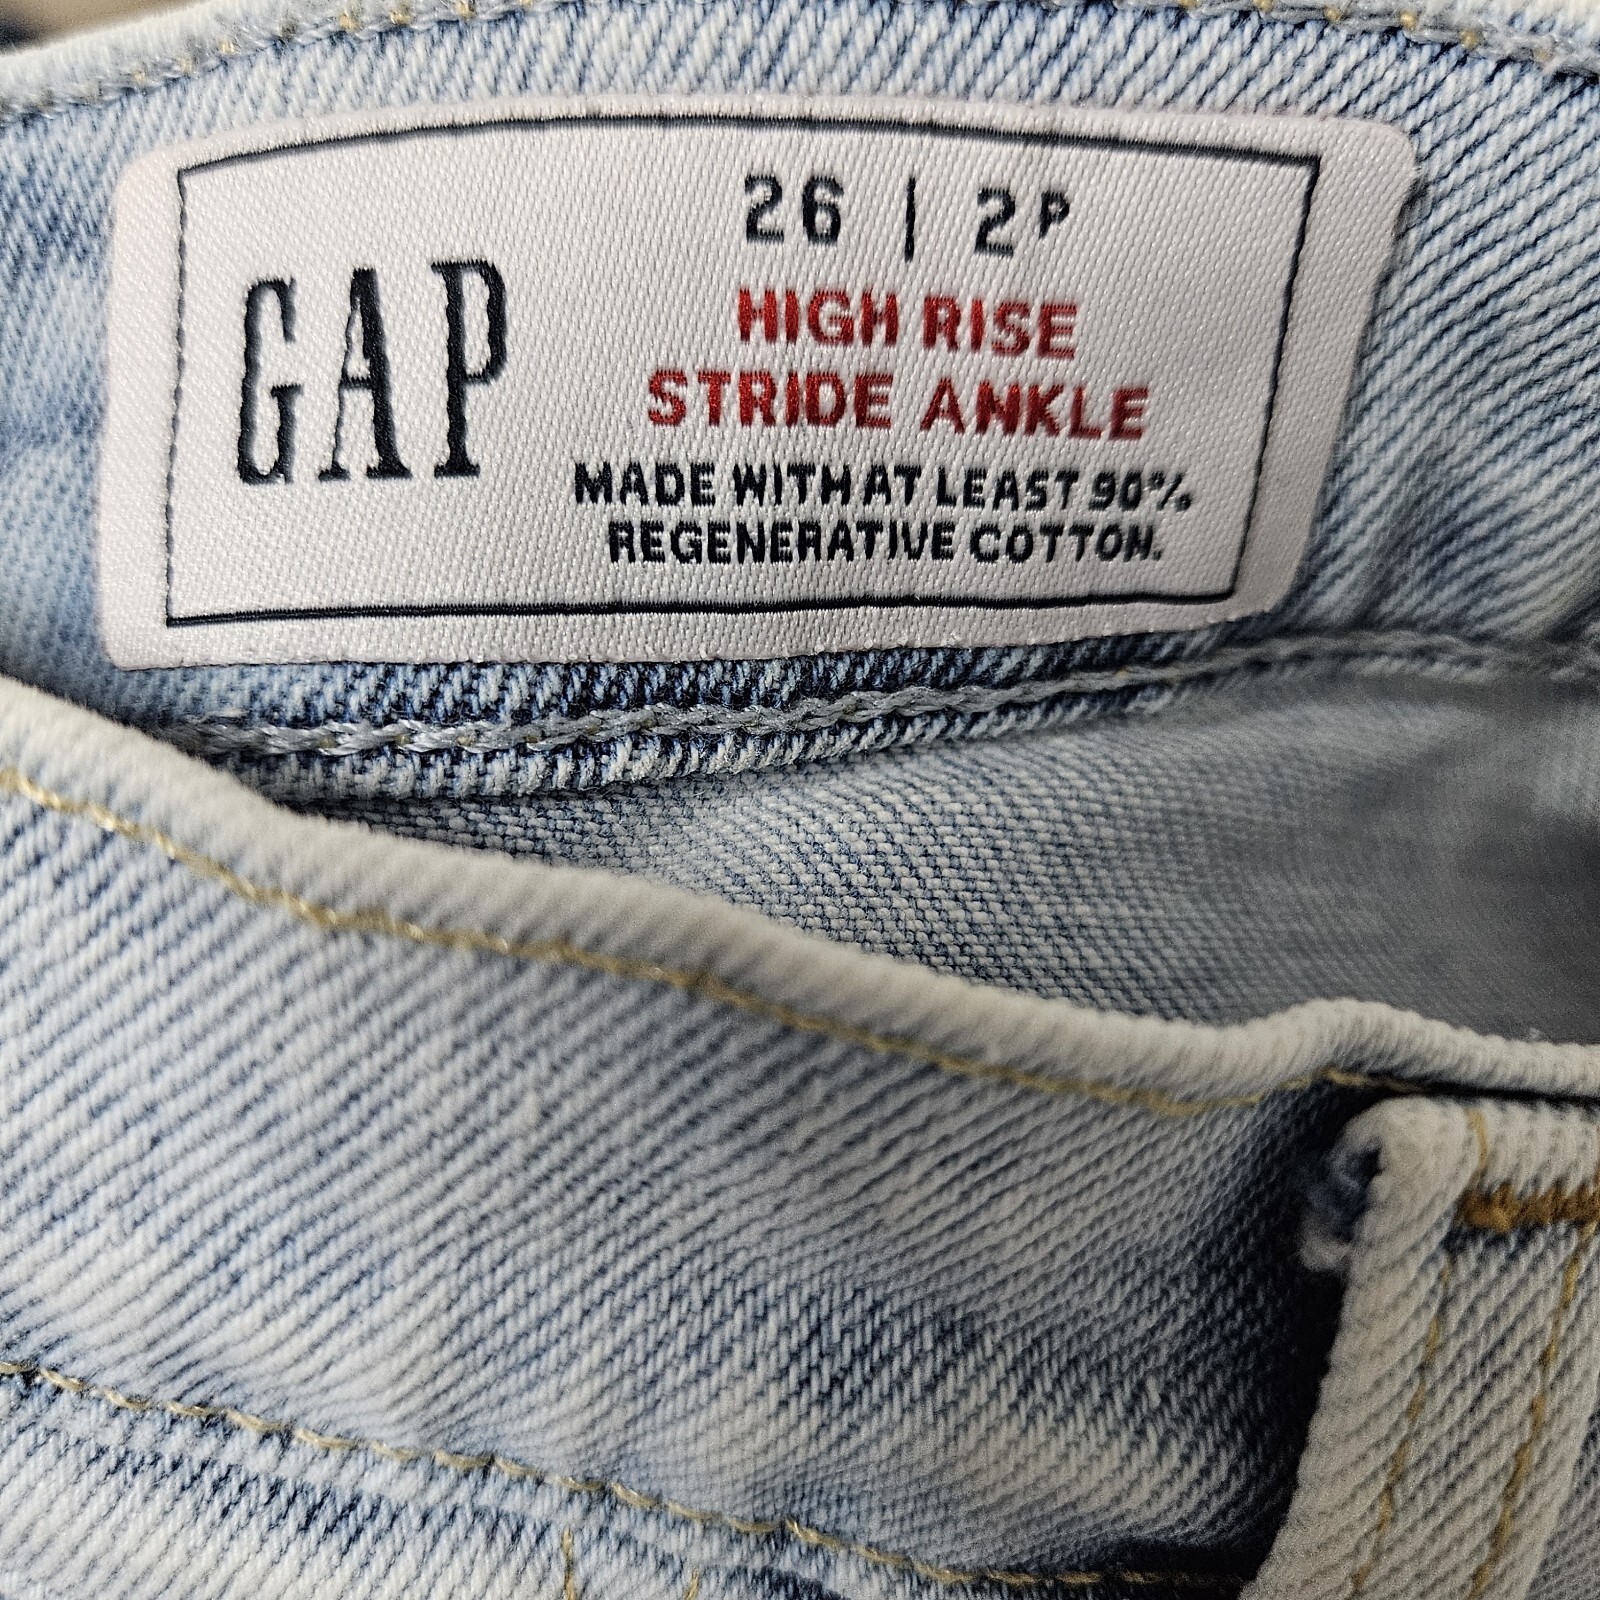 GAP
26 | 2P
HIGH RISE
STRIDE ANKLE
MADE WITH AT LEAST 90%
REGENERATIVE COTTON.